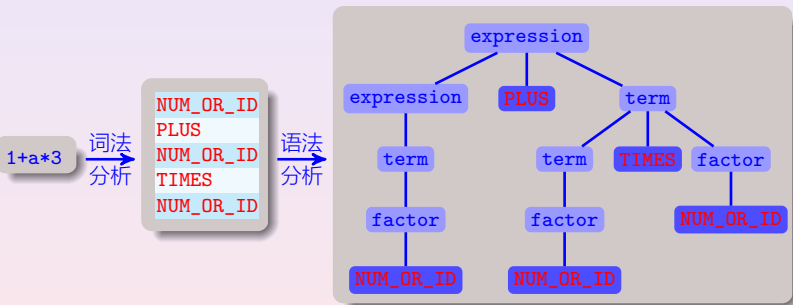 1+a*3
词法
分析
NUM_OR_ID
PLUS
NUM_OR_ID
TIMES
NUM_OR_ID
语法
分析
expression
expression PLUS term
term term TIMES factor
factor factor NUM_OR_ID
NUM_OR_ID NUM_OR_ID